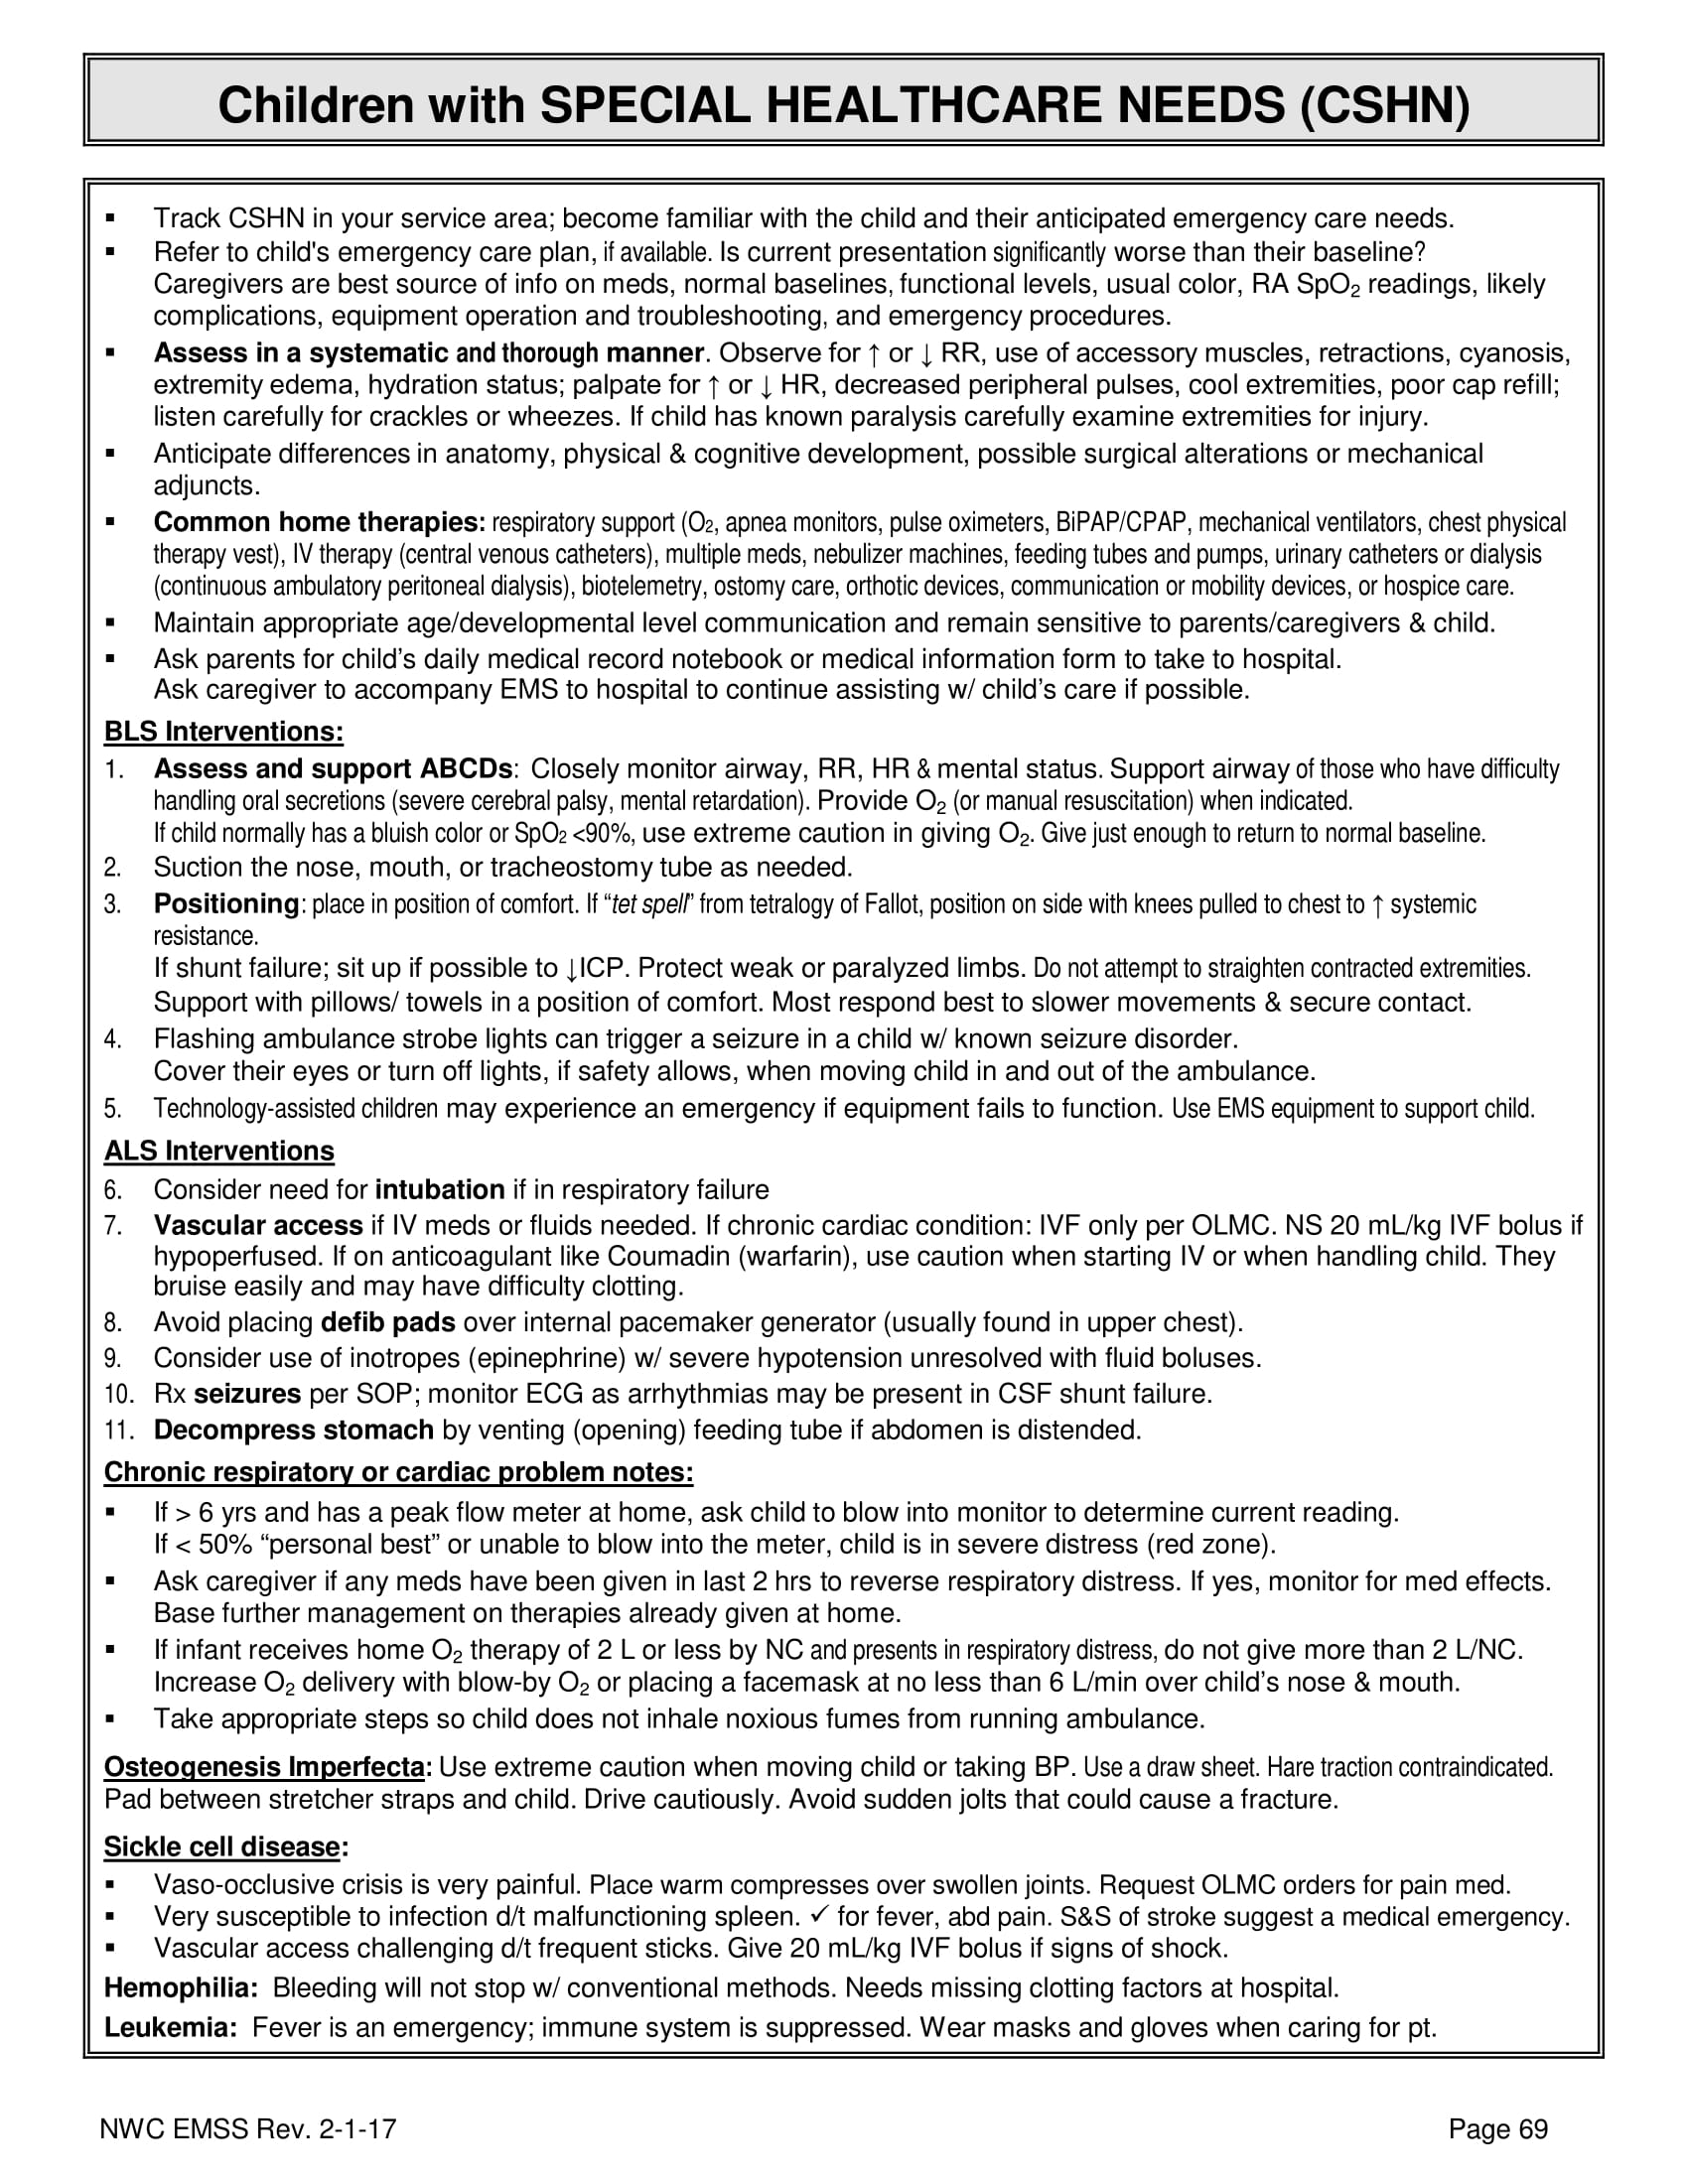 Children with SPECIAL HEALTHCARE NEEDS (CSHN)
▪ Track CSHN in your service area; become familiar with the child and their anticipated emergency care needs.
▪ Refer to child's emergency care plan, if available. Is current presentation significantly worse than their baseline?
Caregivers are best source of info on meds, normal baselines, functional levels, usual color, RA SpO₂ readings, likely
complications, equipment operation and troubleshooting, and emergency procedures.
▪ Assess in a systematic and thorough manner. Observe for ↑ or ↓ RR, use of accessory muscles, retractions, cyanosis,
extremity edema, hydration status; palpate for ↑ or ↓ HR, decreased peripheral pulses, cool extremities, poor cap refill;
listen carefully for crackles or wheezes. If child has known paralysis carefully examine extremities for injury.
▪ Anticipate differences in anatomy, physical & cognitive development, possible surgical alterations or mechanical
adjuncts.
▪ Common home therapies: respiratory support (O₂, apnea monitors, pulse oximeters, BiPAP/CPAP, mechanical ventilators, chest physical
therapy vest), IV therapy (central venous catheters), multiple meds, nebulizer machines, feeding tubes and pumps, urinary catheters or dialysis
(continuous ambulatory peritoneal dialysis), biotelemetry, ostomy care, orthotic devices, communication or mobility devices, or hospice care.
▪ Maintain appropriate age/developmental level communication and remain sensitive to parents/caregivers & child.
▪ Ask parents for child’s daily medical record notebook or medical information form to take to hospital.
Ask caregiver to accompany EMS to hospital to continue assisting w/ child’s care if possible.
BLS Interventions:
1. Assess and support ABCDs: Closely monitor airway, RR, HR & mental status. Support airway of those who have difficulty
handling oral secretions (severe cerebral palsy, mental retardation). Provide O₂ (or manual resuscitation) when indicated.
If child normally has a bluish color or SpO₂ <90%, use extreme caution in giving O₂. Give just enough to return to normal baseline.
2. Suction the nose, mouth, or tracheostomy tube as needed.
3. Positioning: place in position of comfort. If “tet spell” from tetralogy of Fallot, position on side with knees pulled to chest to ↑ systemic
resistance.
If shunt failure; sit up if possible to ↓ICP. Protect weak or paralyzed limbs. Do not attempt to straighten contracted extremities.
Support with pillows/ towels in a position of comfort. Most respond best to slower movements & secure contact.
4. Flashing ambulance strobe lights can trigger a seizure in a child w/ known seizure disorder.
Cover their eyes or turn off lights, if safety allows, when moving child in and out of the ambulance.
5. Technology-assisted children may experience an emergency if equipment fails to function. Use EMS equipment to support child.
ALS Interventions
6. Consider need for intubation if in respiratory failure
7. Vascular access if IV meds or fluids needed. If chronic cardiac condition: IVF only per OLMC. NS 20 mL/kg IVF bolus if
hypoperfused. If on anticoagulant like Coumadin (warfarin), use caution when starting IV or when handling child. They
bruise easily and may have difficulty clotting.
8. Avoid placing defib pads over internal pacemaker generator (usually found in upper chest).
9. Consider use of inotropes (epinephrine) w/ severe hypotension unresolved with fluid boluses.
10. Rx seizures per SOP; monitor ECG as arrhythmias may be present in CSF shunt failure.
11. Decompress stomach by venting (opening) feeding tube if abdomen is distended.
Chronic respiratory or cardiac problem notes:
▪ If > 6 yrs and has a peak flow meter at home, ask child to blow into monitor to determine current reading.
If < 50% “personal best” or unable to blow into the meter, child is in severe distress (red zone).
▪ Ask caregiver if any meds have been given in last 2 hrs to reverse respiratory distress. If yes, monitor for med effects.
Base further management on therapies already given at home.
▪ If infant receives home O₂ therapy of 2 L or less by NC and presents in respiratory distress, do not give more than 2 L/NC.
Increase O₂ delivery with blow-by O₂ or placing a facemask at no less than 6 L/min over child’s nose & mouth.
▪ Take appropriate steps so child does not inhale noxious fumes from running ambulance.
Osteogenesis Imperfecta: Use extreme caution when moving child or taking BP. Use a draw sheet. Hare traction contraindicated.
Pad between stretcher straps and child. Drive cautiously. Avoid sudden jolts that could cause a fracture.
Sickle cell disease:
▪ Vaso-occlusive crisis is very painful. Place warm compresses over swollen joints. Request OLMC orders for pain med.
▪ Very susceptible to infection d/t malfunctioning spleen. ✓ for fever, abd pain. S&S of stroke suggest a medical emergency.
▪ Vascular access challenging d/t frequent sticks. Give 20 mL/kg IVF bolus if signs of shock.
Hemophilia: Bleeding will not stop w/ conventional methods. Needs missing clotting factors at hospital.
Leukemia: Fever is an emergency; immune system is suppressed. Wear masks and gloves when caring for pt.
NWC EMSS Rev. 2-1-17
Page 69